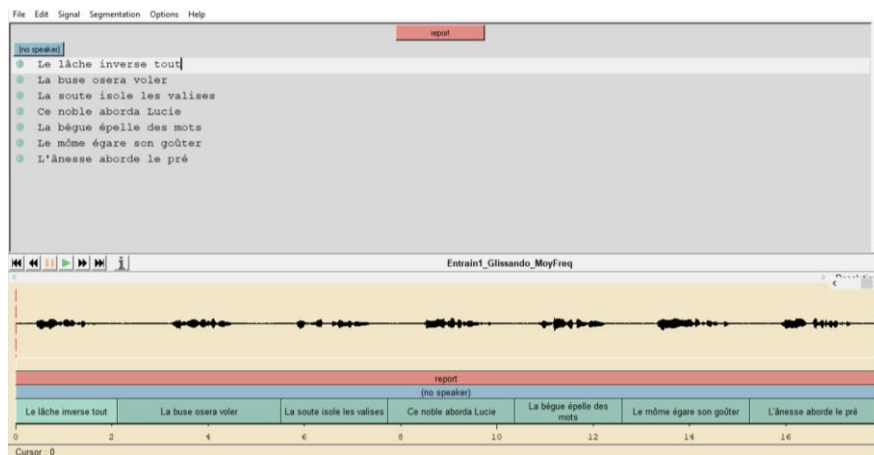 File Edit Signal Segmentation Options Help
report
(no speaker)
Le lâche inverse tout
La buse osera voler
La soute isole les valises
Ce noble aborda Lucie
La bègue épelle des mots
Le môme égare son goûter
L'ânesse aborde le pré
i Entrain1_Glissando_MoyFreq
report
(no speaker)
Le lâche inverse tout La buse osera voler La soute isole les valises Ce noble aborda Lucie La bègue épelle des mots Le môme égare son goûter L'ânesse aborde le pré
0 2 4 6 8 10 12 14 16
Cursor : 0